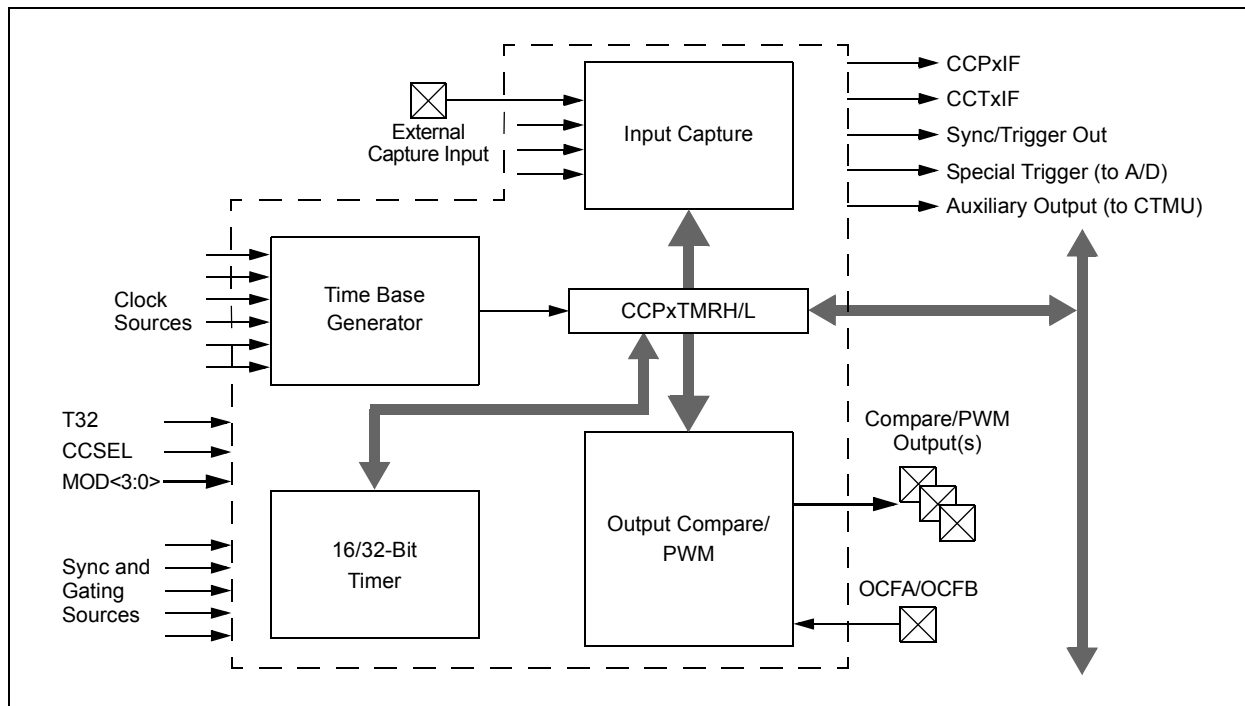 CCPxIF
CCTxIF
Sync/Trigger Out
Special Trigger (to A/D)
Auxiliary Output (to CTMU)
External
Capture Input
Input Capture
Clock
Sources
Time Base
Generator
CCPxTMRH/L
T32
CCSEL
MOD<3:0>
Sync and
Gating
Sources
16/32-Bit
Timer
Output Compare/
PWM
Compare/PWM
Output(s)
OCFA/OCFB